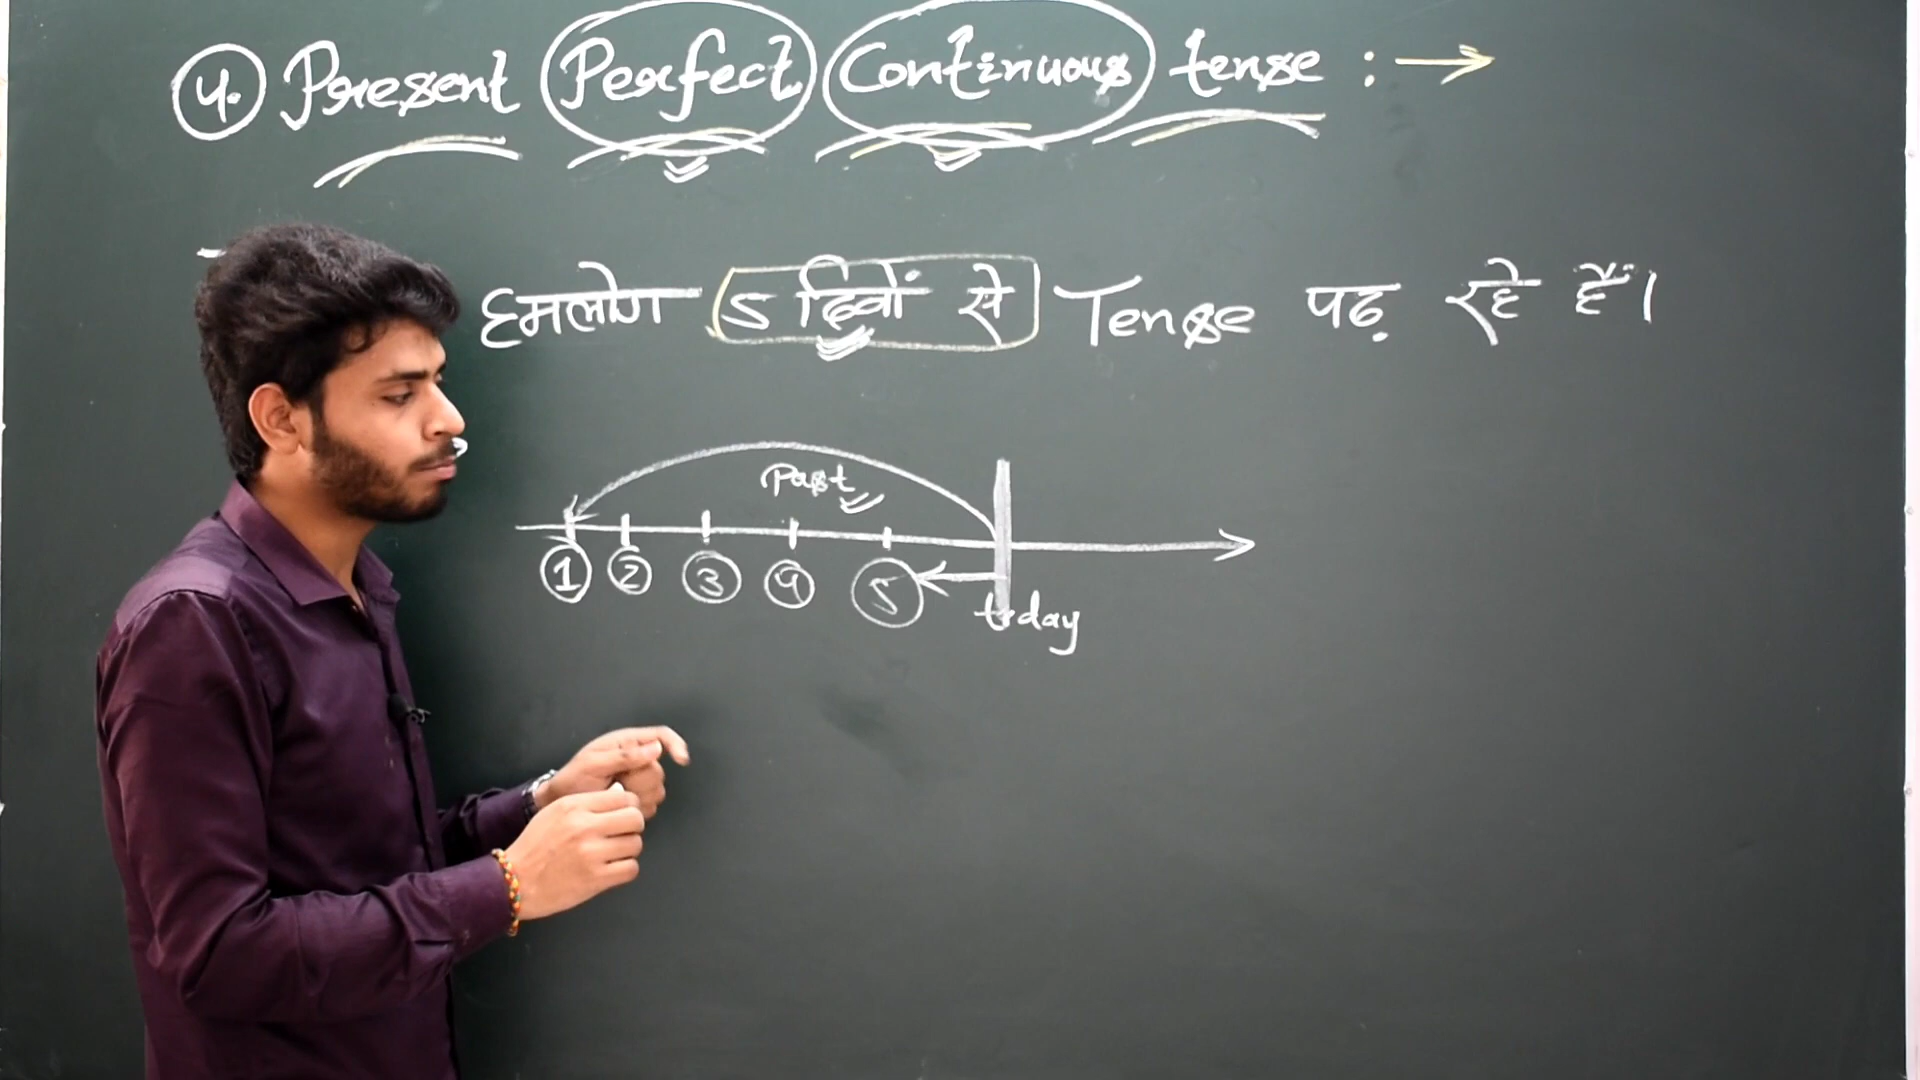 4. Present Perfect Continuous tense :→
हमलोग 5 दिनों से Tense पढ़ रहे हैं।
Past
1 2 3 4 5
today